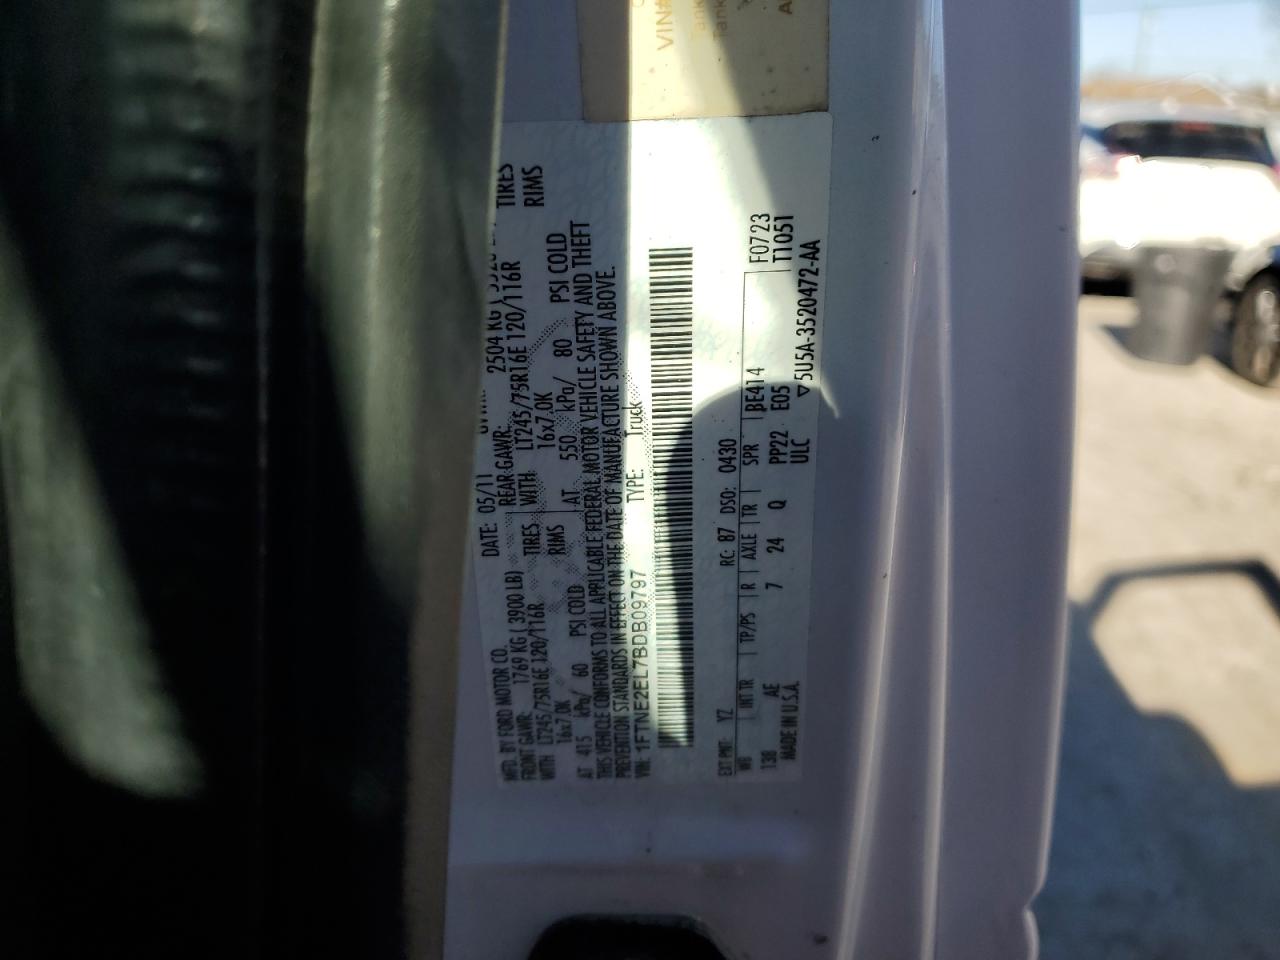 VIN#
Tank
Tank
MFD. BY FORD MOTOR CO. DATE: 05/11
FRONT GAWR: 1769 KG ( 3900 LB) REAR GAWR: 2504 KG
WITH LT245/75R16E 120/116R TIRES WITH LT245/75R16E 120/116R TIRES
16x7.0K RIMS 16x7.0K RIMS
AT 415 kPa/ 60 PSI COLD AT 550 kPa/ 80 PSI COLD
THIS VEHICLE CONFORMS TO ALL APPLICABLE FEDERAL MOTOR VEHICLE SAFETY AND THEFT
PREVENTION STANDARDS IN EFFECT ON THE DATE OF MANUFACTURE SHOWN ABOVE.
VIN: 1FTNE2EL7BDB09797 TYPE: Truck
EXT PNT: YZ RC: 87 DSO: 0430
WB INT TR TP/PS R AXLE TR SPR BE414 F0723
138 AE 7 24 Q PP22 E05 T1051
MADE IN U.S.A. ULC ▽5U5A-3520472-AA